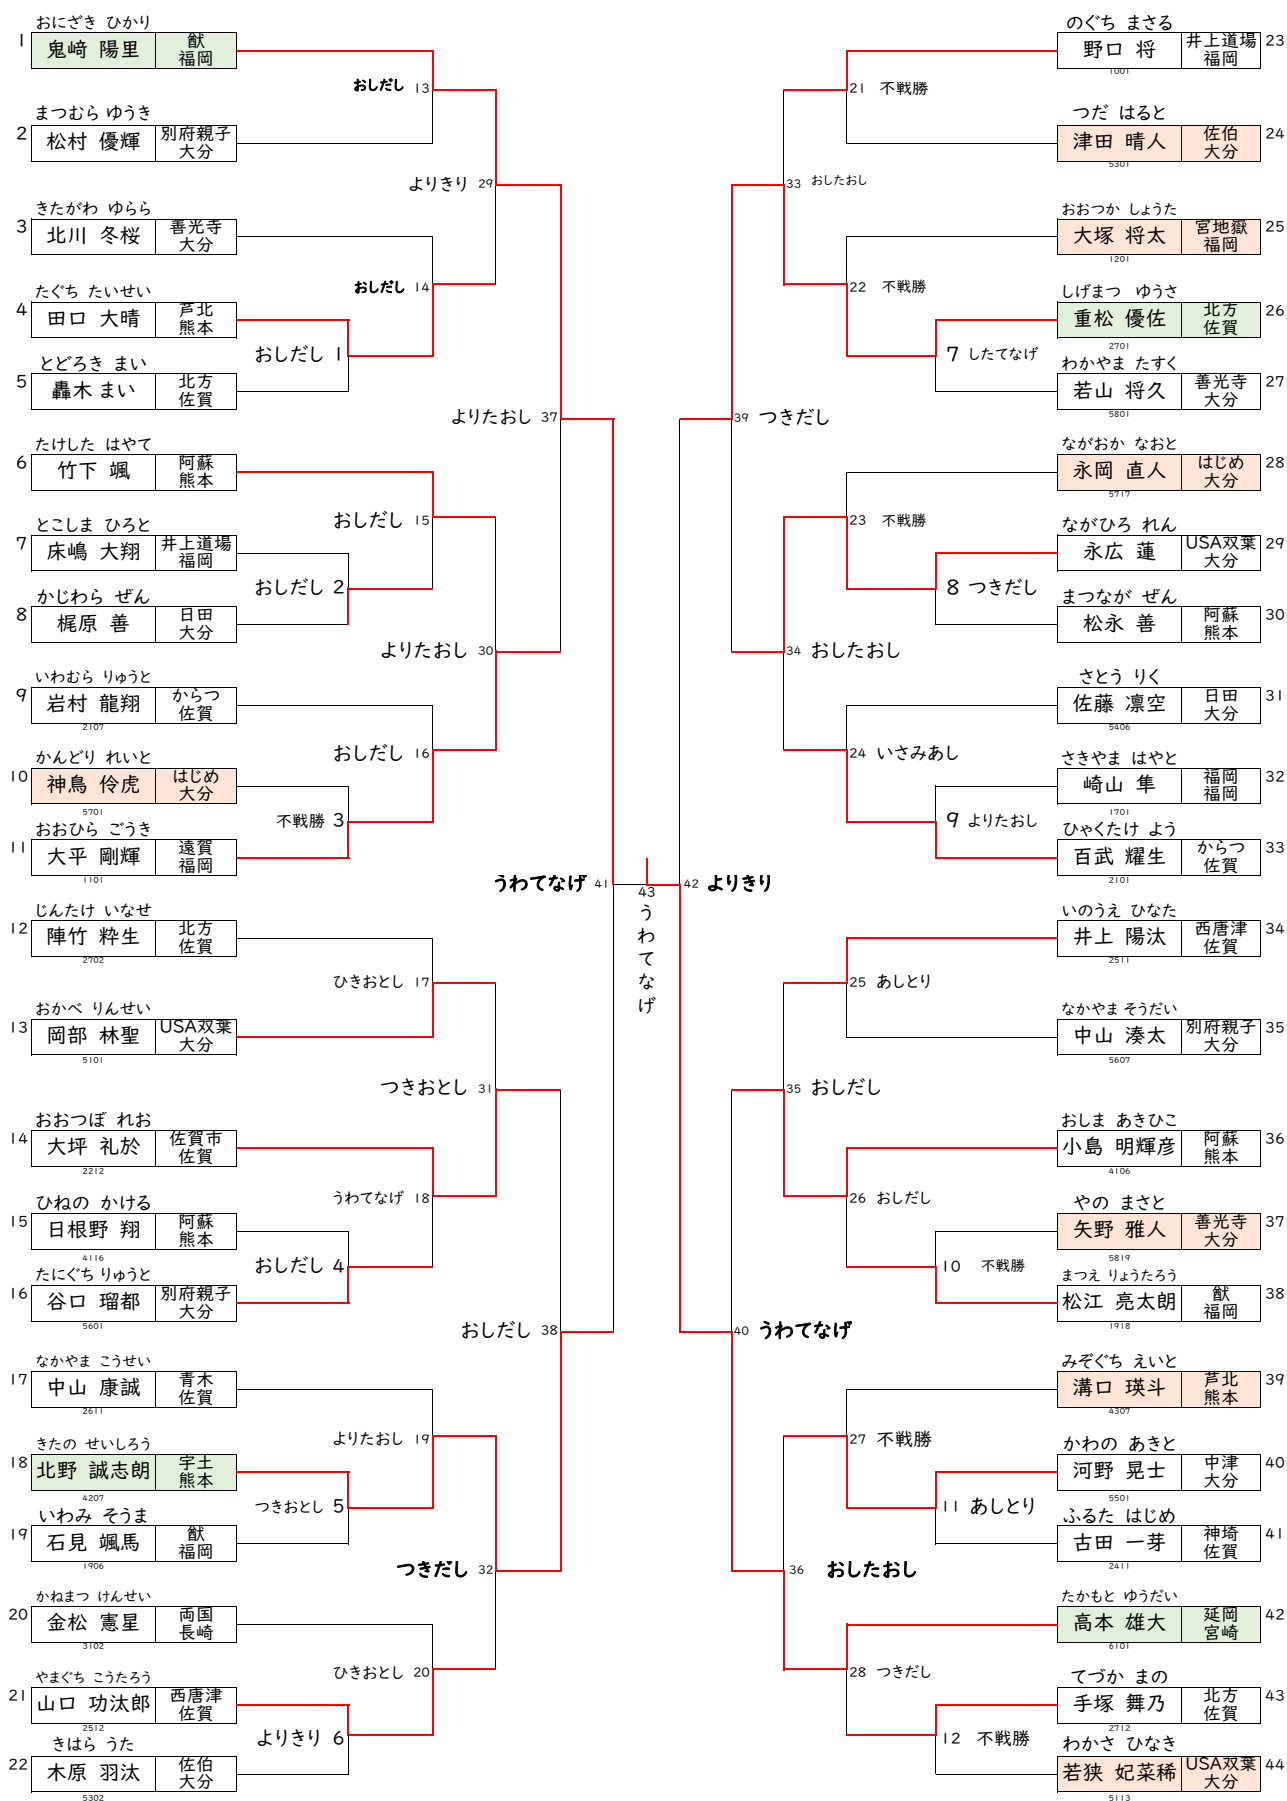 おにざき ひかり
1 鬼﨑 陽里 猷 福岡
まつむら ゆうき
2 松村 優輝 別府親子 大分
きたがわ ゆらら
3 北川 冬桜 善光寺 大分
たぐち たいせい
4 田口 大晴 芦北 熊本
とどろき まい
5 轟木 まい 北方 佐賀
たけした はやて
6 竹下 颯 阿蘇 熊本
とこしま ひろと
7 床嶋 大翔 井上道場 福岡
かじわら ぜん
8 梶原 善 日田 大分
いわむら りゅうと
9 岩村 龍翔 からつ 佐賀
2107
かんどり れいと
10 神鳥 伶虎 はじめ 大分
5701
おおひら ごうき
11 大平 剛輝 遠賀 福岡
1101
じんたけ いなせ
12 陣竹 粋生 北方 佐賀
2702
おかべ りんせい
13 岡部 林聖 USA双葉 大分
5101
おおつぼ れお
14 大坪 礼於 佐賀市 佐賀
2212
ひねの かける
15 日根野 翔 阿蘇 熊本
4116
たにぐち りゅうと
16 谷口 瑠都 別府親子 大分
5601
なかやま こうせい
17 中山 康誠 青木 佐賀
2611
きたの せいしろう
18 北野 誠志朗 宇土 熊本
4207
いわみ そうま
19 石見 颯馬 猷 福岡
1906
かねまつ けんせい
20 金松 憲星 両国 長崎
3102
やまぐち こうたろう
21 山口 功汰郎 西唐津 佐賀
2512
きはら うた
22 木原 羽汰 佐伯 大分
5302
おしだし 13
よりきり 29
おしだし 14
おしだし 1
よりたおし 37
おしだし 15
おしだし 2
よりたおし 30
おしだし 16
不戦勝 3
うわてなげ 41
ひきおとし 17
つきおとし 31
うわてなげ 18
おしだし 4
おしだし 38
よりたおし 19
つきおとし 5
つきだし 32
ひきおとし 20
よりきり 6
43
うわてなげ
42 よりきり
21 不戦勝
33 おしたおし
22 不戦勝
7 したてなげ
39 つきだし
23 不戦勝
8 つきだし
34 おしたおし
24 いさみあし
9 よりたおし
25 あしとり
35 おしだし
26 おしだし
10 不戦勝
40 うわてなげ
27 不戦勝
11 あしとり
36 おしたおし
28 つきだし
12 不戦勝
のぐち まさる
野口 将 井上道場 福岡 23
1001
つだ はると
津田 晴人 佐伯 大分 24
5301
おおつか しょうた
大塚 将太 宮地嶽 福岡 25
1201
しげまつ ゆうさ
重松 優佐 北方 佐賀 26
2701
わかやま たすく
若山 将久 善光寺 大分 27
5801
ながおか なおと
永岡 直人 はじめ 大分 28
5717
ながひろ れん
永広 蓮 USA双葉 大分 29
まつなが ぜん
松永 善 阿蘇 熊本 30
さとう りく
佐藤 凛空 日田 大分 31
5406
さきやま はやと
崎山 隼 福岡 福岡 32
1701
ひゃくたけ よう
百武 耀生 からつ 佐賀 33
2101
いのうえ ひなた
井上 陽汰 西唐津 佐賀 34
2511
なかやま そうだい
中山 湊太 別府親子 大分 35
5607
おしま あきひこ
小島 明輝彦 阿蘇 熊本 36
4106
やの まさと
矢野 雅人 善光寺 大分 37
5819
まつえ りょうたろう
松江 亮太朗 猷 福岡 38
1918
みぞぐち えいと
溝口 瑛斗 芦北 熊本 39
4307
かわの あきと
河野 晃士 中津 大分 40
5501
ふるた はじめ
古田 一芽 神埼 佐賀 41
2411
たかもと ゆうだい
高本 雄大 延岡 宮崎 42
6101
てづか まの
手塚 舞乃 北方 佐賀 43
2712
わかさ ひなき
若狭 妃菜稀 USA双葉 大分 44
5113